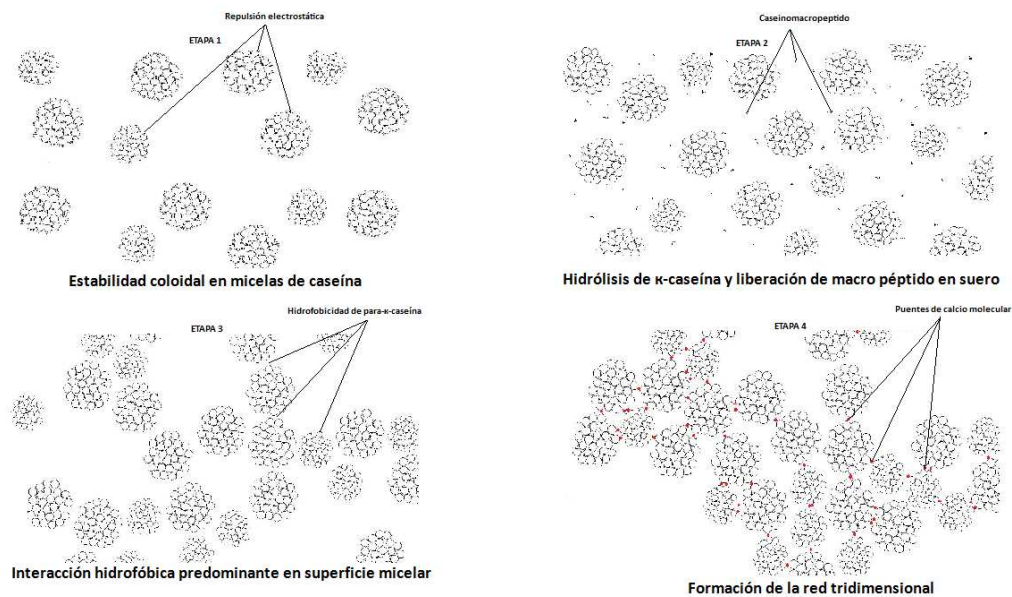 Repulsión electrostática
ETAPA 1
Estabilidad coloidal en micelas de caseína
Caseinomacropeptido
ETAPA 2
Hidrólisis de κ-caseína y liberación de macro péptido en suero
Hidrofobicidad de para-κ-caseína
ETAPA 3
Interacción hidrofóbica predominante en superficie micelar
Puentes de calcio molecular
ETAPA 4
Formación de la red tridimensional